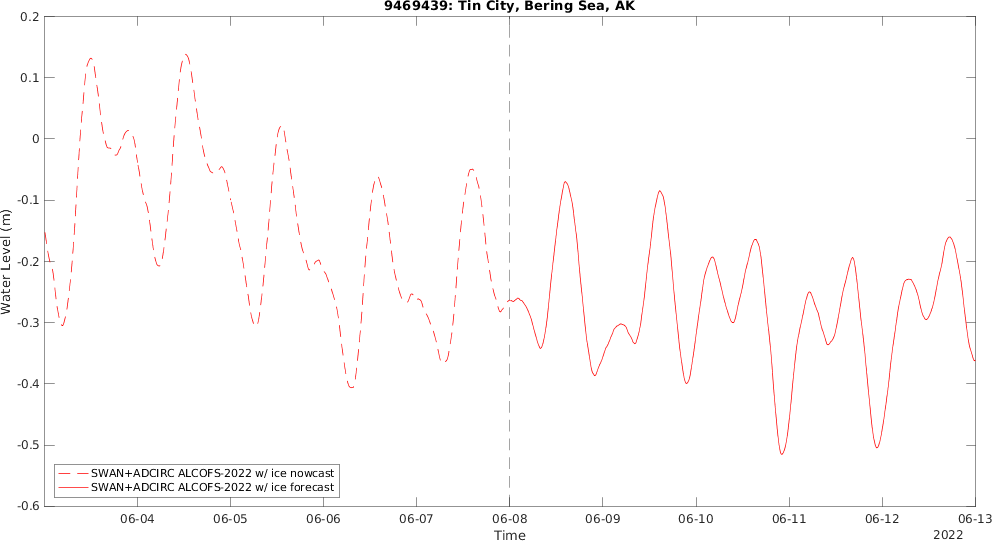 9469439: Tin City, Bering Sea, AK
0.2
0.1
0
-0.1
-0.2
-0.3
-0.4
-0.5
-0.6
Water Level (m)
SWAN+ADCIRC ALCOFS-2022 w/ ice nowcast
SWAN+ADCIRC ALCOFS-2022 w/ ice forecast
06-04 06-05 06-06 06-07 06-08 06-09 06-10 06-11 06-12 06-13
Time
2022